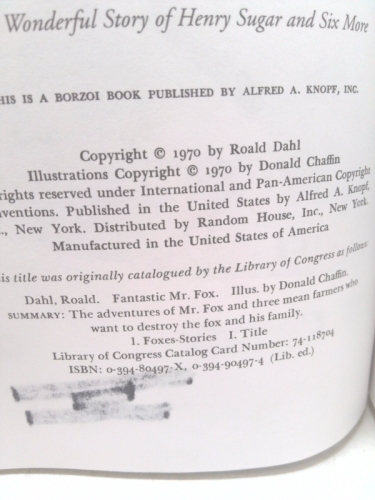 Wonderful Story of Henry Sugar and Six More
HIS IS A BORZOI BOOK PUBLISHED BY ALFRED A. KNOPF, INC.
Copyright © 1970 by Roald Dahl
Illustrations Copyright © 1970 by Donald Chaffin
rights reserved under International and Pan-American Copyright
nventions. Published in the United States by Alfred A. Knopf,
., New York. Distributed by Random House, Inc., New York.
Manufactured in the United States of America
is title was originally catalogued by the Library of Congress as follows:
Dahl, Roald. Fantastic Mr. Fox. Illus. by Donald Chaffin.
SUMMARY: The adventures of Mr. Fox and three mean farmers who
want to destroy the fox and his family.
1. Foxes-Stories I. Title
Library of Congress Catalog Card Number: 74-118704
ISBN: 0-394-80497-X, 0-394-90497-4 (Lib. ed.)